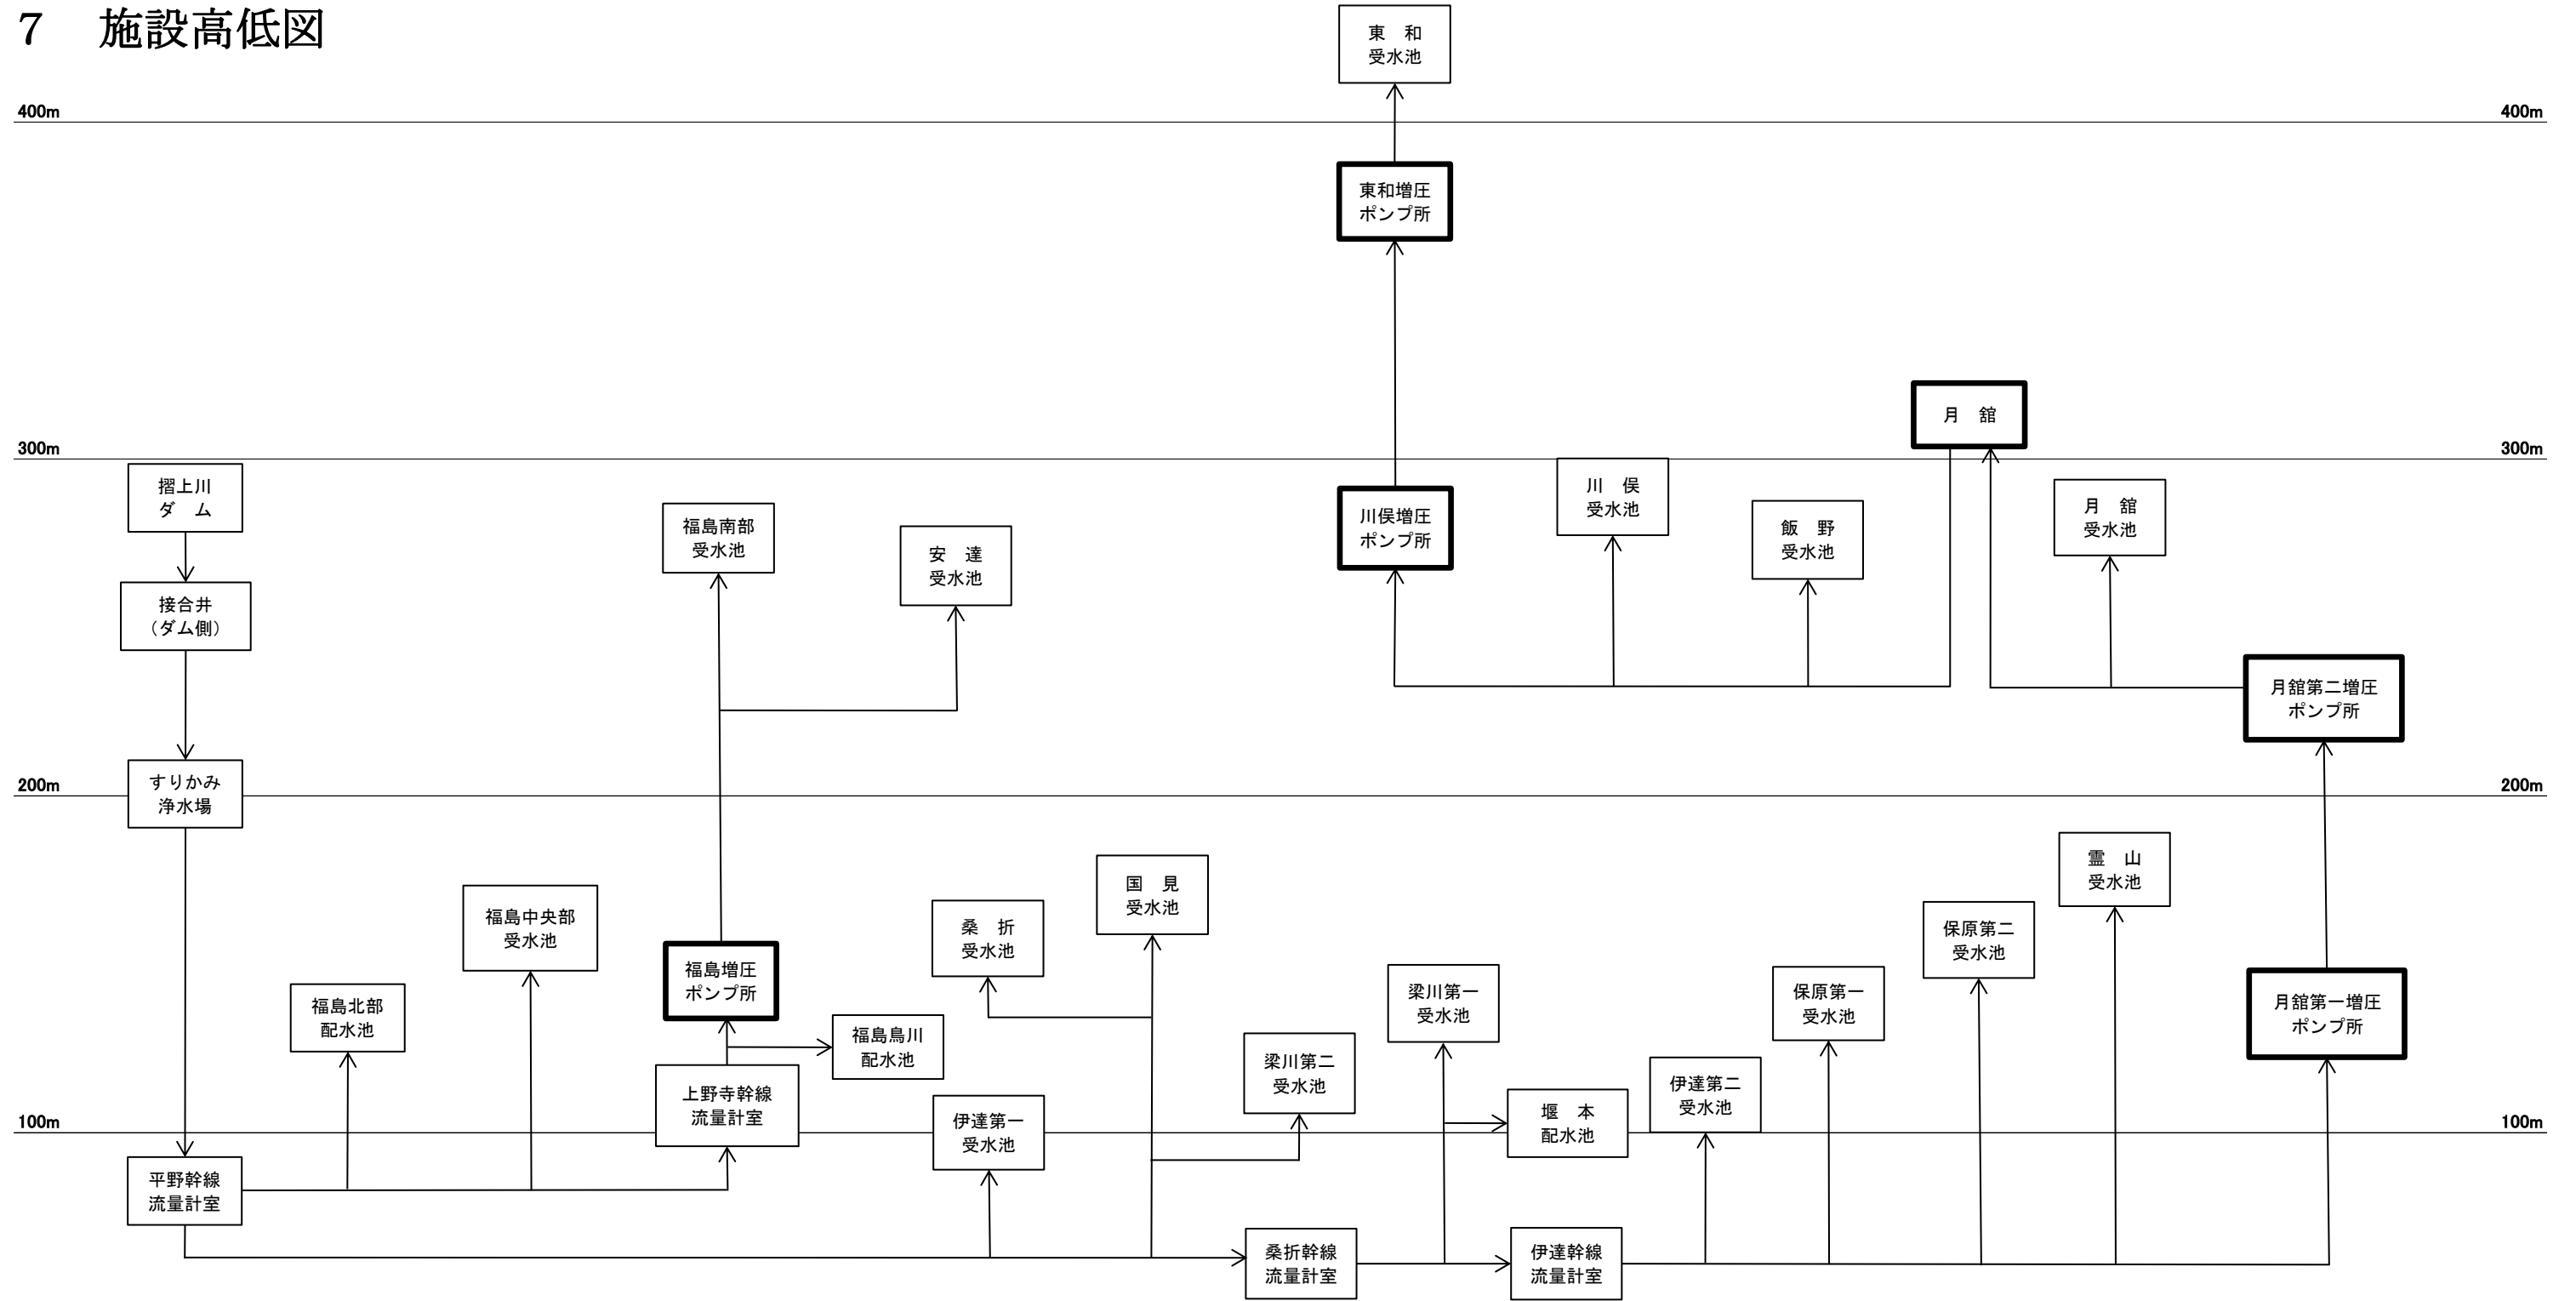 7　施設高低図
東　和
受水池
400m
400m
東和増圧
ポンプ所
月　舘
300m
300m
摺上川
ダ　ム
福島南部
受水池
安　達
受水池
川俣増圧
ポンプ所
川　俣
受水池
飯　野
受水池
月　舘
受水池
接合井
（ダム側）
月舘第二増圧
ポンプ所
すりかみ
浄水場
200m
200m
福島北部
配水池
福島中央部
受水池
福島増圧
ポンプ所
福島鳥川
配水池
上野寺幹線
流量計室
桑　折
受水池
国　見
受水池
伊達第一
受水池
梁川第二
受水池
梁川第一
受水池
堰　本
配水池
伊達第二
受水池
保原第一
受水池
保原第二
受水池
霊　山
受水池
月舘第一増圧
ポンプ所
100m
100m
平野幹線
流量計室
桑折幹線
流量計室
伊達幹線
流量計室